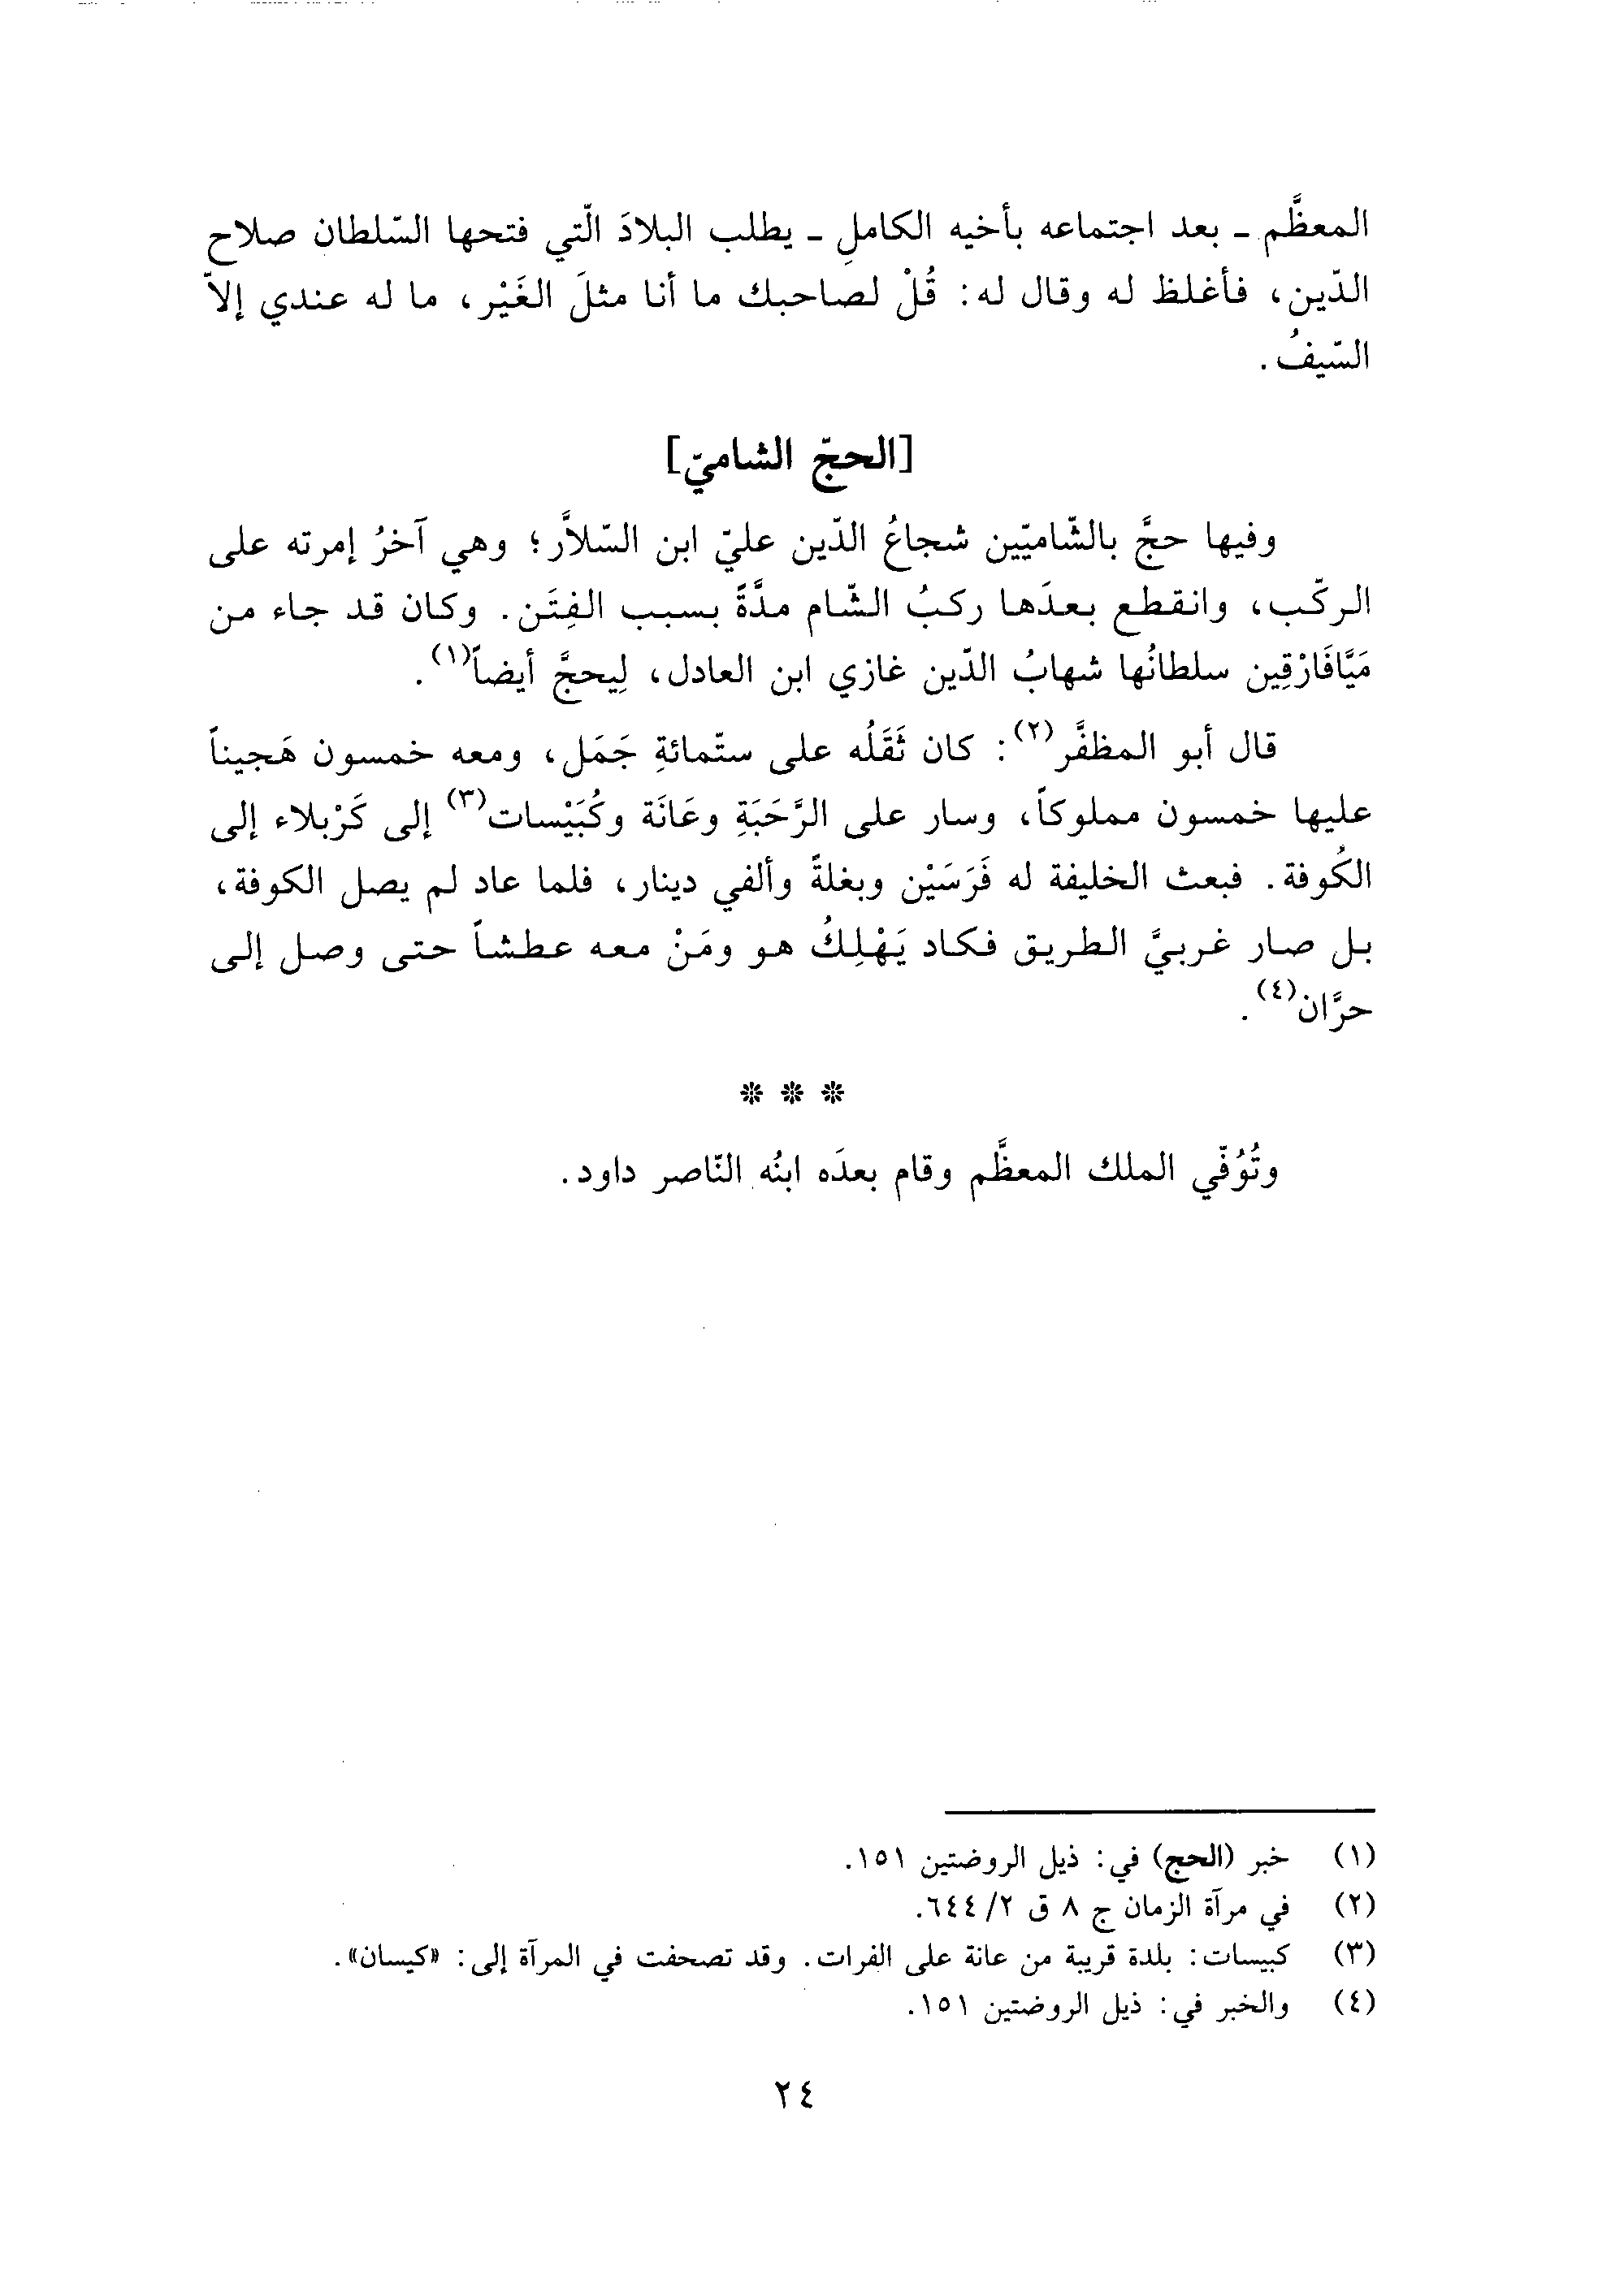 المعظَّم ـ بعد اجتماعه بأخيه الكاملِ ـ يطلب البلادَ الّتي فتحها السّلطان صلاح
الدّين، فأغلظ له وقال له: قُلْ لصاحبك ما أنا مثلَ الغَيْر، ما له عندي إلاّ
السّيفُ.
[الحجّ الشاميّ]
وفيها حجَّ بالشّاميّين شجاعُ الدّين عليّ ابن السّلاَّر؛ وهي آخرُ إمرته على
الركّب، وانقطع بعدَها ركبُ الشّام مدَّةً بسبب الفِتَن. وكان قد جاء من
مَيَّافَارْقِين سلطانُها شهابُ الدّين غازي ابن العادل، لِيحجَّ أيضاً(١).
قال أبو المظفَّر(٢): كان ثَقَلُه على ستّمائةِ جَمَل، ومعه خمسون هَجيناً
عليها خمسون مملوكاً، وسار على الرَّحَبَةِ وعَانَة وكُبَيْسات(٣) إلى كَرْبلاء إلى
الكُوفة. فبعث الخليفة له فَرَسَيْن وبغلةً وألفي دينار، فلما عاد لم يصل الكوفة،
بل صار غربيَّ الطريق فكاد يَهْلِكُ هو ومَنْ معه عطشاً حتى وصل إلى
حرَّان(٤).
* * *
وتُوُفّي الملك المعظَّم وقام بعدَه ابنُه النّاصر داود.
(١) خبر (الحج) في: ذيل الروضتين ١٥١.
(٢) في مرآة الزمان ج ٨ ق ٢/ ٦٤٤.
(٣) كبيسات: بلدة قريبة من عانة على الفرات. وقد تصحفت في المرآة إلى: «كيسان».
(٤) والخبر في: ذيل الروضتين ١٥١.
٢٤